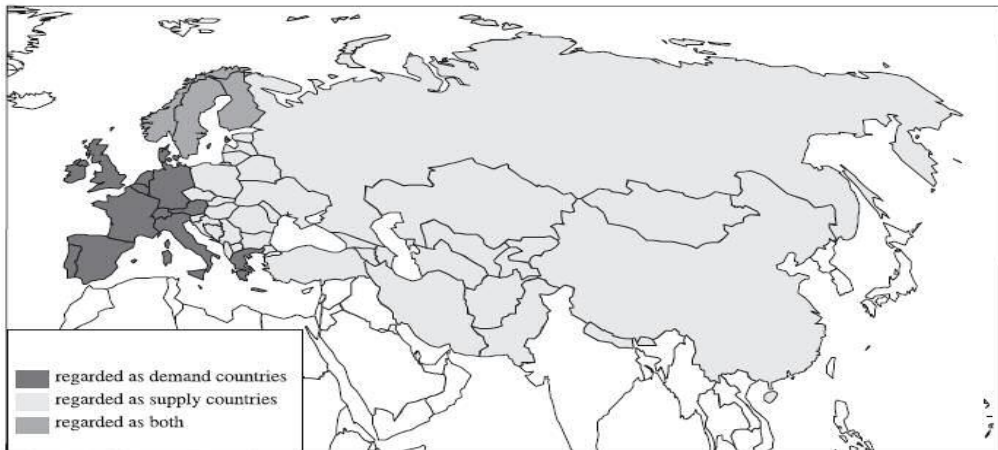 regarded as demand countries
regarded as supply countries
regarded as both